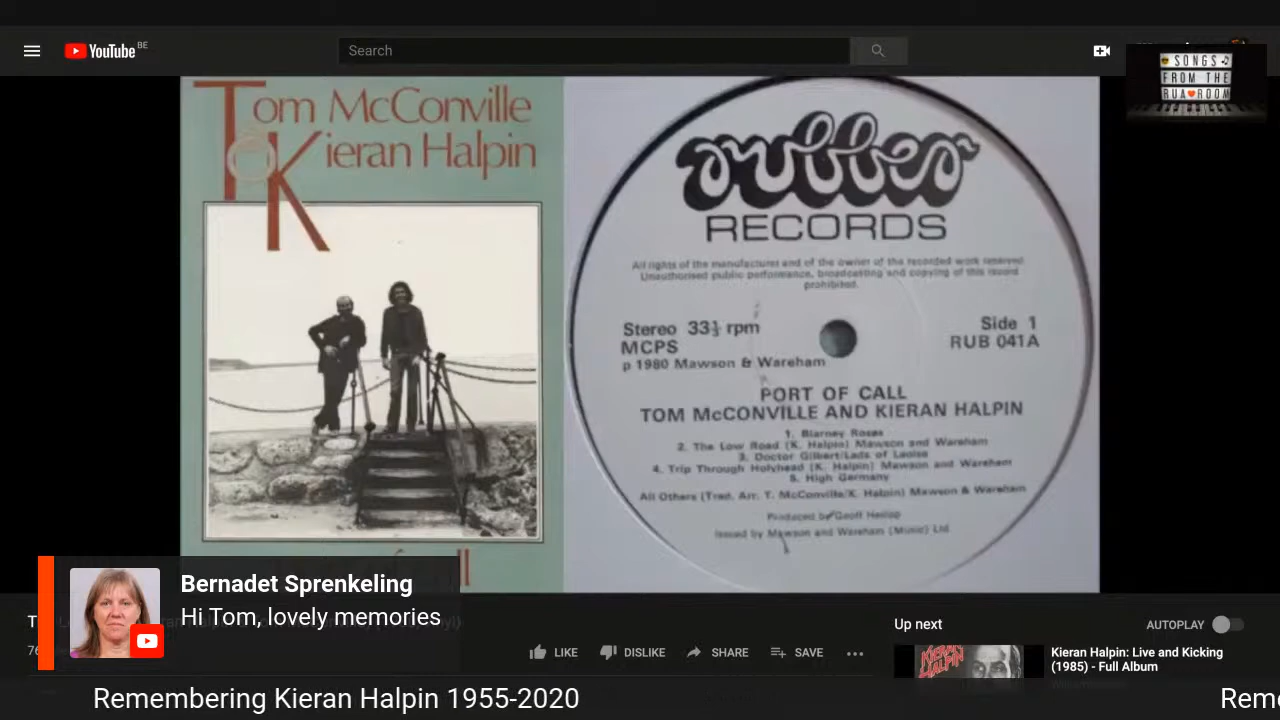 YouTube BE
Search
SONGS
FROM THE
RUA ROOM
Tom McConville
Kieran Halpin
rubber
RECORDS
All rights of the manufacturer and of the owner of the recorded work reserved
Unauthorised public performance, broadcasting and copying of this record
prohibited.
Stereo 33⅓ rpm
MCPS
p 1980 Mawson & Wareham
Side 1
RUB 041A
PORT OF CALL
TOM McCONVILLE AND KIERAN HALPIN
1. Blarney Roses
2. The Low Road (K. Halpin) Mawson and Wareham
3. Doctor Gilbert/Lads of Laoise
4. Trip Through Holyhead (K. Halpin) Mawson and Wareham
5. High Germany
All Others (Trad. Arr. T. McConville/K. Halpin) Mawson & Wareham
Produced by Geoff Heslop
Issued by Mawson and Wareham (Music) Ltd
Bernadet Sprenkeling
Hi Tom, lovely memories
LIKE DISLIKE SHARE SAVE
Up next
AUTOPLAY
KIERAN
HALPIN
Kieran Halpin: Live and Kicking
(1985) - Full Album
Remembering Kieran Halpin 1955-2020